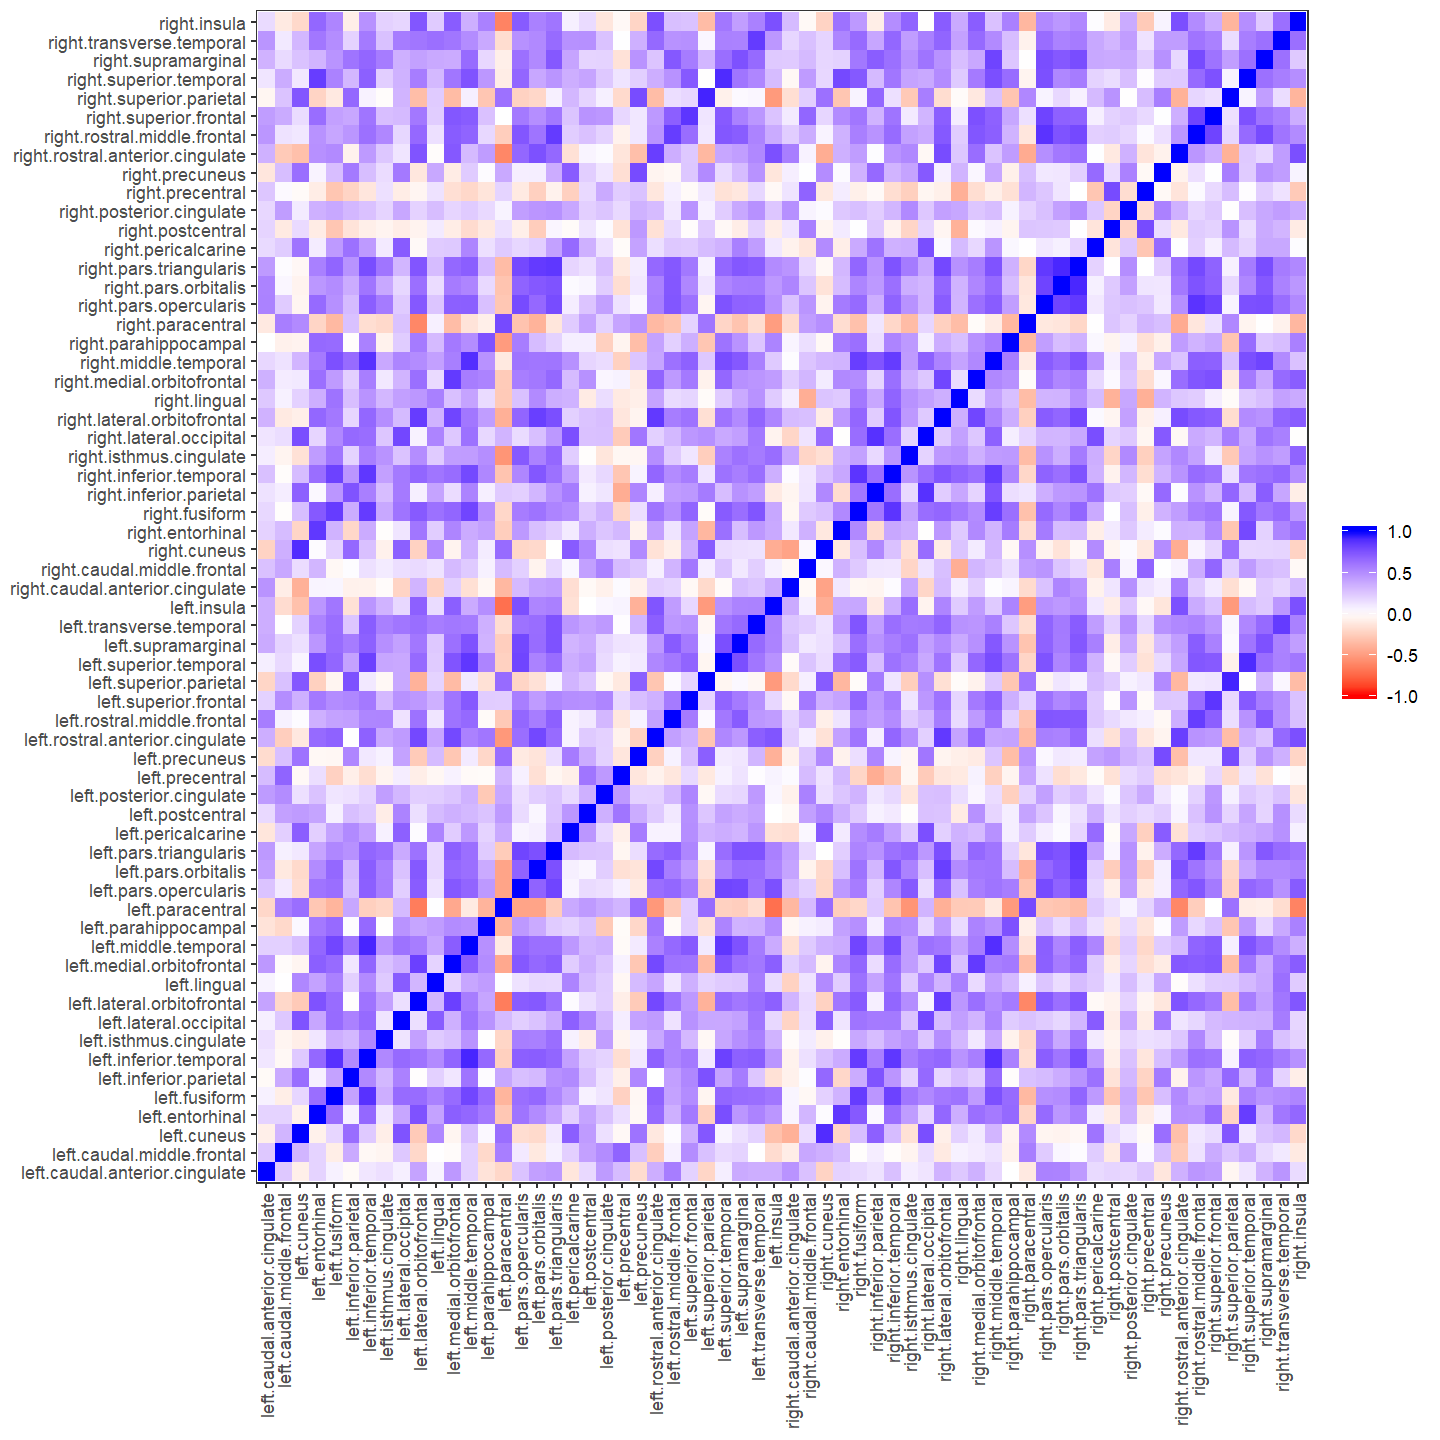 right.insula
right.transverse.temporal
right.supramarginal
right.superior.temporal
right.superior.parietal
right.superior.frontal
right.rostral.middle.frontal
right.rostral.anterior.cingulate
right.precuneus
right.precentral
right.posterior.cingulate
right.postcentral
right.pericalcarine
right.pars.triangularis
right.pars.orbitalis
right.pars.opercularis
right.paracentral
right.parahippocampal
right.middle.temporal
right.medial.orbitofrontal
right.lingual
right.lateral.orbitofrontal
right.lateral.occipital
right.isthmus.cingulate
right.inferior.temporal
right.inferior.parietal
right.fusiform
right.entorhinal
right.cuneus
right.caudal.middle.frontal
right.caudal.anterior.cingulate
left.insula
left.transverse.temporal
left.supramarginal
left.superior.temporal
left.superior.parietal
left.superior.frontal
left.rostral.middle.frontal
left.rostral.anterior.cingulate
left.precuneus
left.precentral
left.posterior.cingulate
left.postcentral
left.pericalcarine
left.pars.triangularis
left.pars.orbitalis
left.pars.opercularis
left.paracentral
left.parahippocampal
left.middle.temporal
left.medial.orbitofrontal
left.lingual
left.lateral.orbitofrontal
left.lateral.occipital
left.isthmus.cingulate
left.inferior.temporal
left.inferior.parietal
left.fusiform
left.entorhinal
left.cuneus
left.caudal.middle.frontal
left.caudal.anterior.cingulate
left.caudal.anterior.cingulate
left.caudal.middle.frontal
left.cuneus
left.entorhinal
left.fusiform
left.inferior.parietal
left.inferior.temporal
left.isthmus.cingulate
left.lateral.occipital
left.lateral.orbitofrontal
left.lingual
left.medial.orbitofrontal
left.middle.temporal
left.parahippocampal
left.paracentral
left.pars.opercularis
left.pars.orbitalis
left.pars.triangularis
left.pericalcarine
left.postcentral
left.posterior.cingulate
left.precentral
left.precuneus
left.rostral.anterior.cingulate
left.rostral.middle.frontal
left.superior.frontal
left.superior.parietal
left.superior.temporal
left.supramarginal
left.transverse.temporal
left.insula
right.caudal.anterior.cingulate
right.caudal.middle.frontal
right.cuneus
right.entorhinal
right.fusiform
right.inferior.parietal
right.inferior.temporal
right.isthmus.cingulate
right.lateral.occipital
right.lateral.orbitofrontal
right.lingual
right.medial.orbitofrontal
right.middle.temporal
right.parahippocampal
right.paracentral
right.pars.opercularis
right.pars.orbitalis
right.pars.triangularis
right.pericalcarine
right.postcentral
right.posterior.cingulate
right.precentral
right.precuneus
right.rostral.anterior.cingulate
right.rostral.middle.frontal
right.superior.frontal
right.superior.parietal
right.superior.temporal
right.supramarginal
right.transverse.temporal
right.insula
1.0
0.5
0.0
-0.5
-1.0